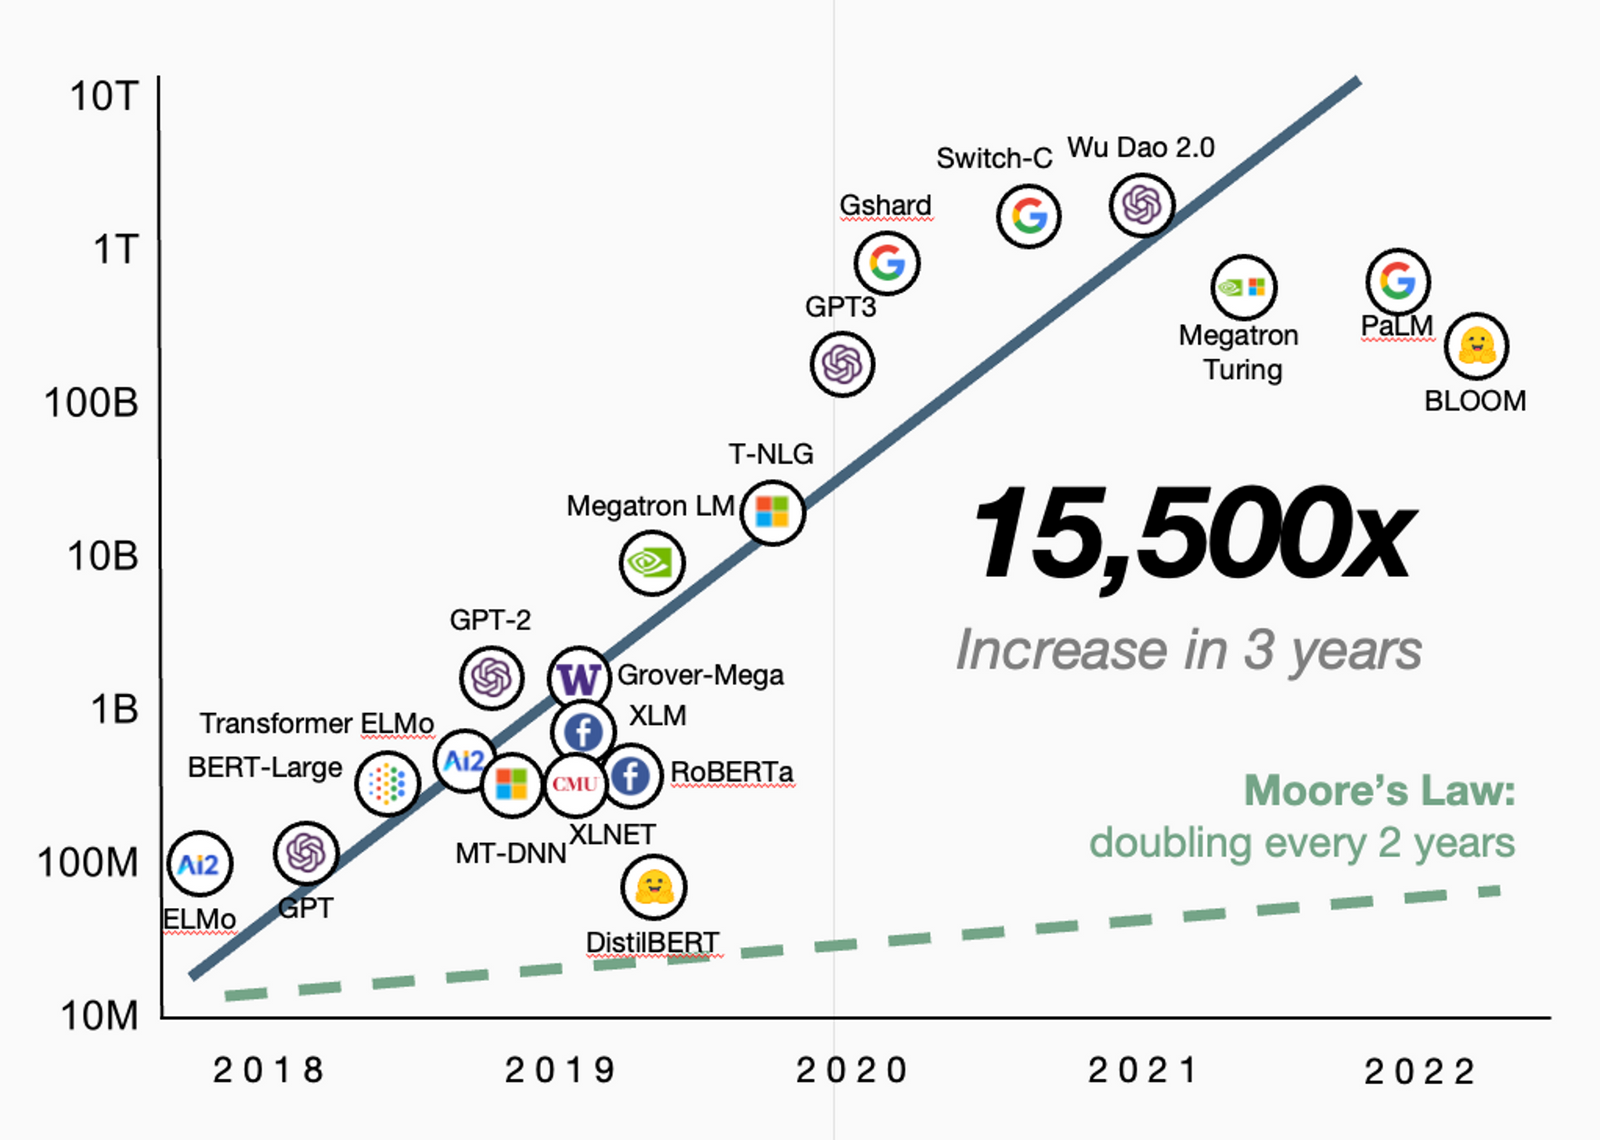 10T
1T
100B
10B
1B
100M
10M
Switch-C
Wu Dao 2.0
Gshard
GPT3
Megatron
Turing
PaLM
BLOOM
T-NLG
Megatron LM
15,500x
Increase in 3 years
GPT-2
W
Grover-Mega
XLM
Transformer ELMo
BERT-Large
Ai2
CMU
f
f
RoBERTa
XLNET
MT-DNN
Ai2
ELMo
GPT
DistilBERT
Moore's Law:
doubling every 2 years
2018
2019
2020
2021
2022